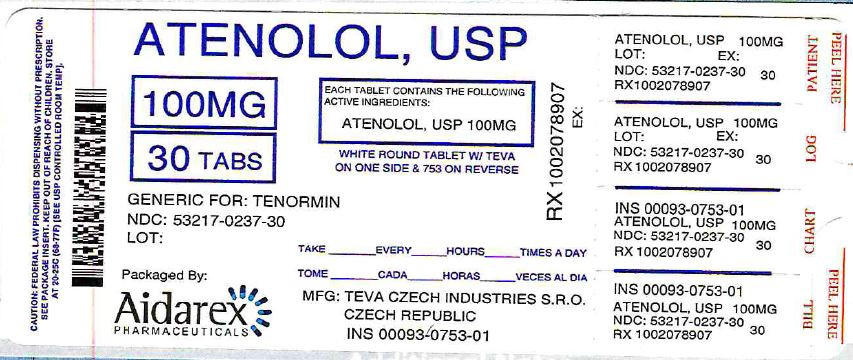 CAUTION: FEDERAL LAW PROHIBITS DISPENSING WITHOUT PRESCRIPTION.
SEE PACKAGE INSERT. KEEP OUT OF REACH OF CHILDREN. STORE
AT 20-25C (68-77F) [SEE USP CONTROLLED ROOM TEMP].
ATENOLOL, USP
100MG
30 TABS
EACH TABLET CONTAINS THE FOLLOWING
ACTIVE INGREDIENTS:
ATENOLOL, USP 100MG
WHITE ROUND TABLET W/ TEVA
ON ONE SIDE & 753 ON REVERSE
GENERIC FOR: TENORMIN
NDC: 53217-0237-30
LOT:
TAKE ______EVERY______HOURS______TIMES A DAY
TOME ______CADA______HORAS______VECES AL DIA
Packaged By:
Aidarex
PHARMACEUTICALS
MFG: TEVA CZECH INDUSTRIES S.R.O.
CZECH REPUBLIC
INS 00093-0753-01
RX1002078907
EX:
ATENOLOL, USP 100MG
LOT: EX:
NDC: 53217-0237-30 30
RX1002078907
PATIENT
PEEL HERE
ATENOLOL, USP 100MG
LOT: EX:
NDC: 53217-0237-30 30
RX1002078907
LOG
INS 00093-0753-01
ATENOLOL, USP 100MG
NDC: 53217-0237-30 30
RX 1002078907
CHART
INS 00093-0753-01
ATENOLOL, USP 100MG
NDC: 53217-0237-30 30
RX 1002078907
BILL
PEEL HERE